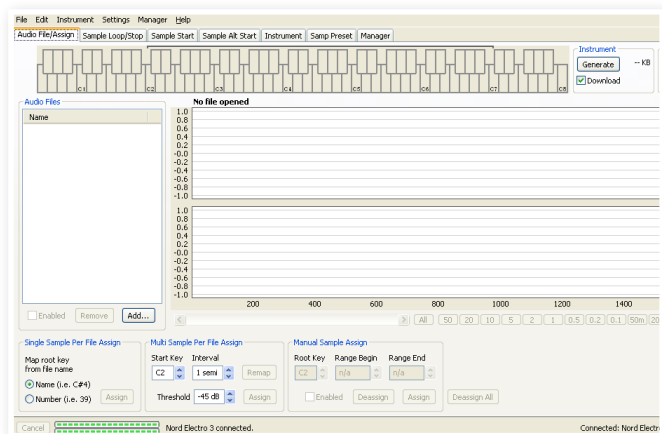 File Edit Instrument Settings Manager Help
Audio File/Assign Sample Loop/Stop Sample Start Sample Alt Start Instrument Samp Preset Manager
C1 C2 C3 C4 C5 C6 C7 C8
Instrument
Generate -- KB
Download
Audio Files
Name
No file opened
1.0
0.8
0.6
0.4
0.2
-0.0
-0.2
-0.4
-0.6
-0.8
-1.0
1.0
0.8
0.6
0.4
0.2
-0.0
-0.2
-0.4
-0.6
-0.8
-1.0
200 400 600 800 1000 1200 1400
Enabled Remove Add...
All 50 20 10 5 2 1 0.5 0.2 0.1 50m 20
Single Sample Per File Assign
Map root key
from file name
Name (i.e. C#4)
Number (i.e. 39) Assign
Multi Sample Per File Assign
Start Key Interval
C2 1 semi Remap
Threshold -45 dB Assign
Manual Sample Assign
Root Key Range Begin Range End
C2 n/a n/a
Enabled Deassign Assign Deassign All
Cancel Nord Electro 3 connected. Connected: Nord Electr